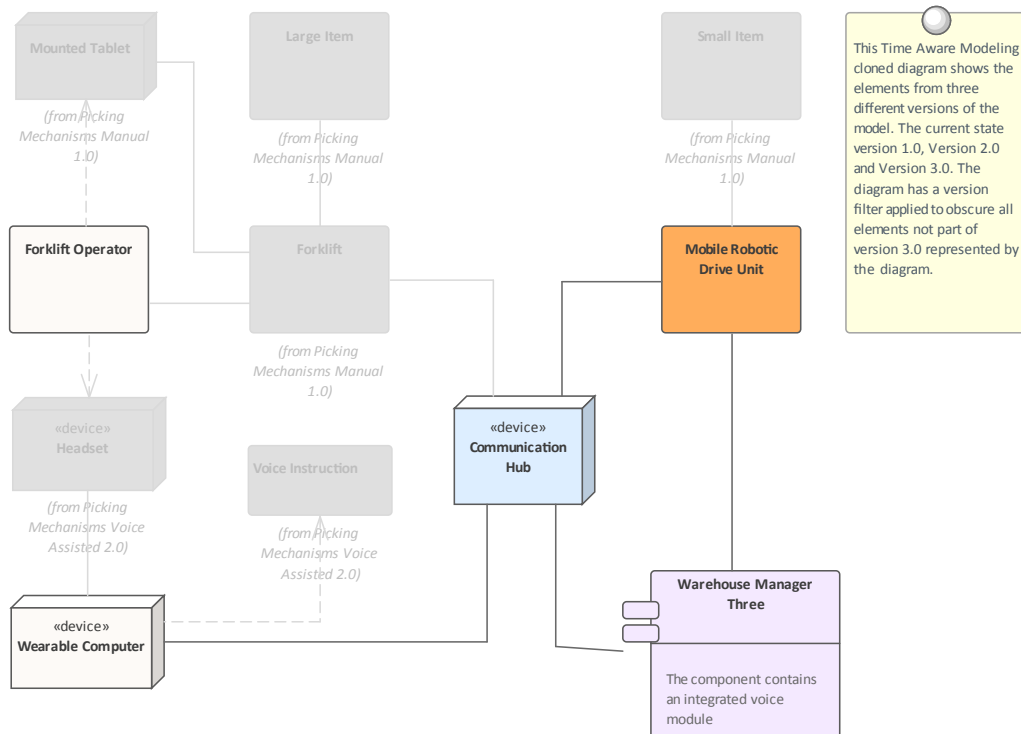 Mounted Tablet
(from Picking
Mechanisms Manual
1.0)
Large Item
(from Picking
Mechanisms Manual
1.0)
Small Item
(from Picking
Mechanisms Manual
1.0)
This Time Aware Modeling
cloned diagram shows the
elements from three
different versions of the
model. The current state
version 1.0, Version 2.0
and Version 3.0. The
diagram has a version
filter applied to obscure all
elements not part of
version 3.0 represented by
the diagram.
Forklift Operator
Forklift
(from Picking
Mechanisms Manual
1.0)
Mobile Robotic
Drive Unit
«device»
Headset
(from Picking
Mechanisms Voice
Assisted 2.0)
Voice Instruction
(from Picking
Mechanisms Voice
Assisted 2.0)
«device»
Communication
Hub
«device»
Wearable Computer
Warehouse Manager
Three
The component contains
an integrated voice
module